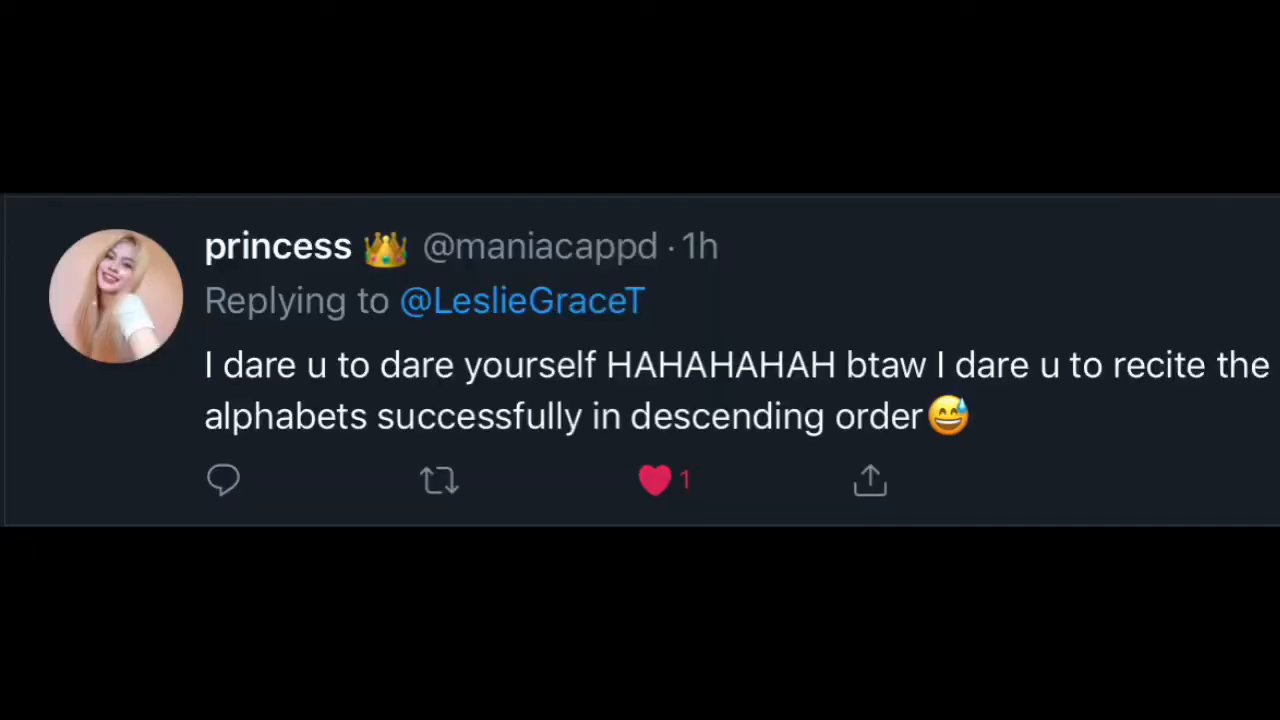 princess 👑 @maniacappd · 1h
Replying to @LeslieGraceT
I dare u to dare yourself HAHAHAHAH btaw I dare u to recite the
alphabets successfully in descending order😅
1